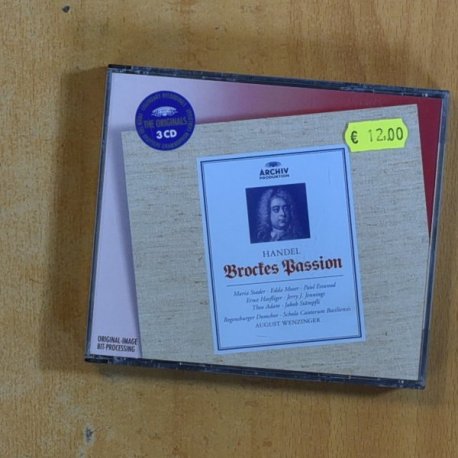 THE ORIGINALS
3 CD
€ 12,00
ARCHIV
PRODUKTION
HANDEL
Brockes Passion
Maria Stader · Edda Moser · Paul Esswood
Ernst Haefliger · Jerry J. Jennings
Theo Adam · Jakob Stämpfli
Regensburger Domchor · Schola Cantorum Basiliensis
AUGUST WENZINGER
ORIGINAL-IMAGE
BIT-PROCESSING